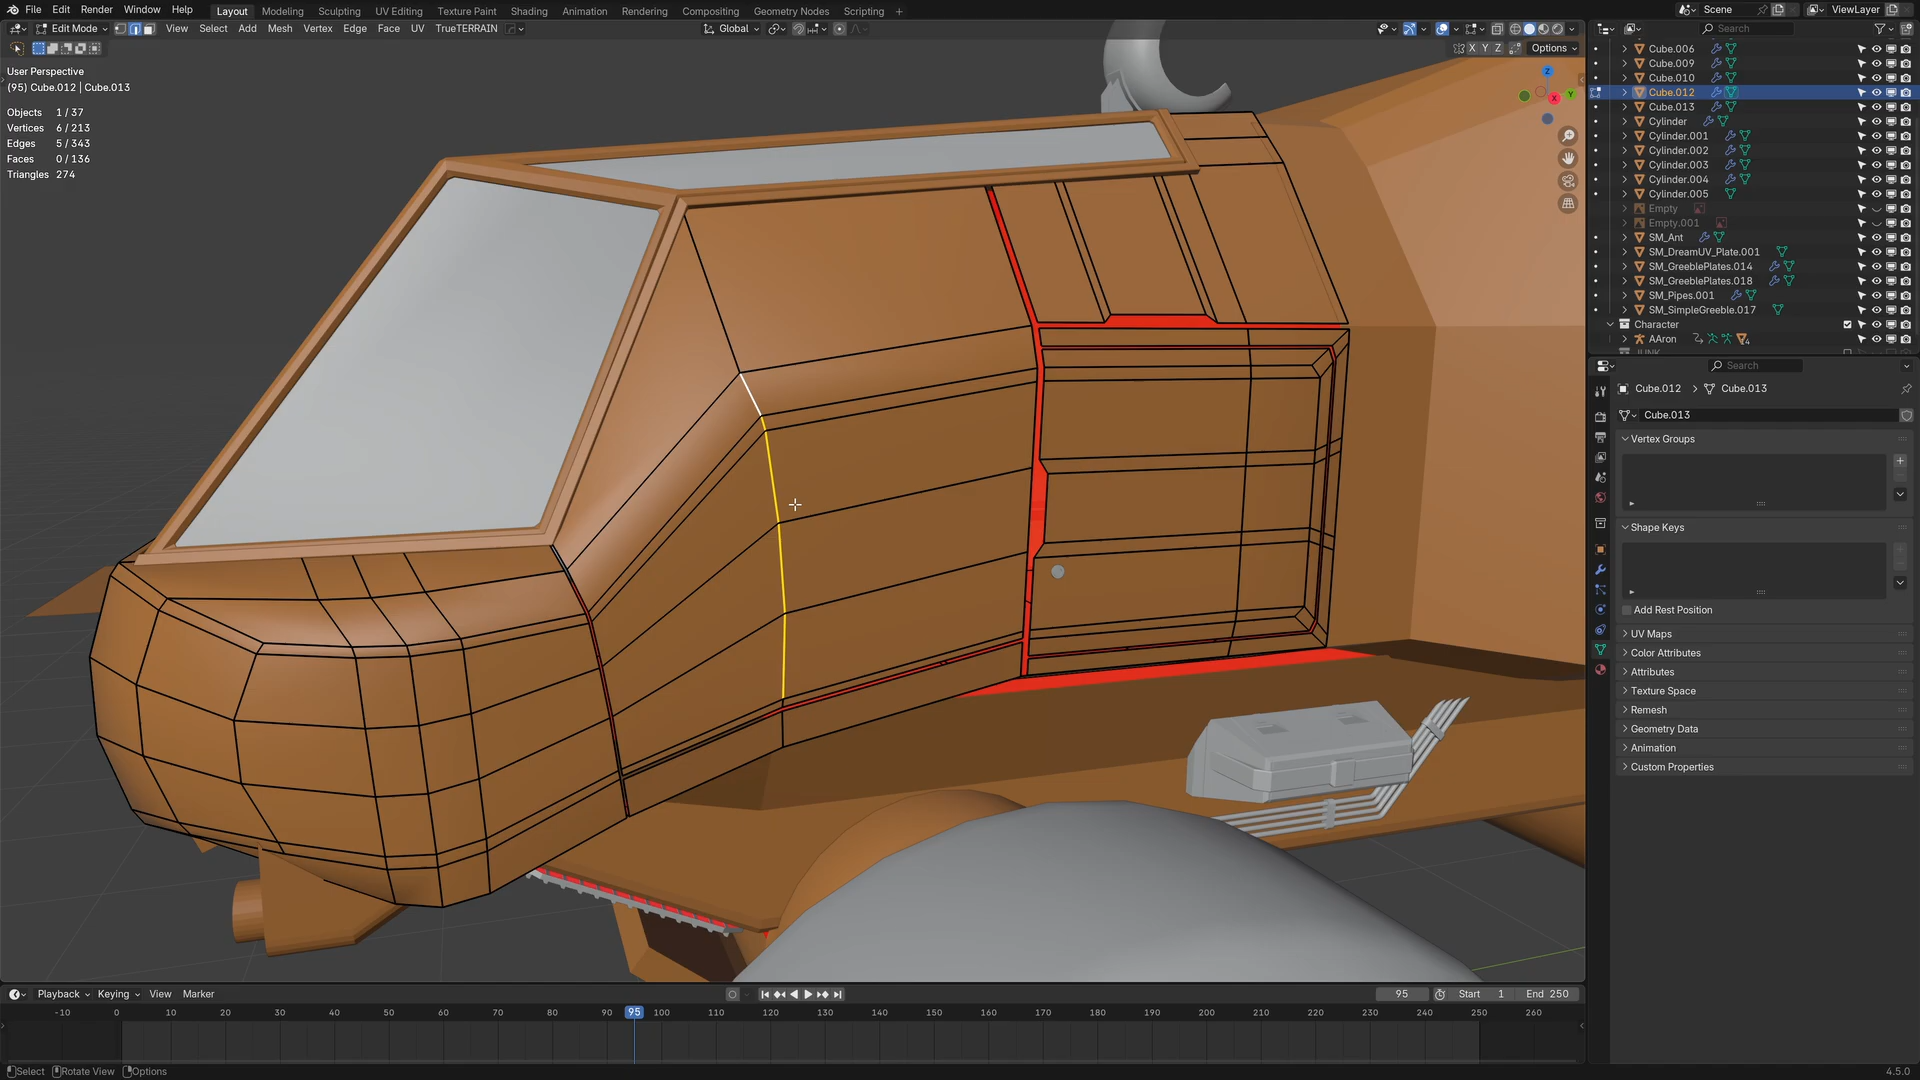 File Edit Render Window Help Layout Modeling Sculpting UV Editing Texture Paint Shading Animation Rendering Compositing Geometry Nodes Scripting + Scene ViewLayer
Edit Mode View Select Add Mesh Vertex Edge Face UV TrueTERRAIN Global Search
X Y Z Options
User Perspective
(95) Cube.012 | Cube.013
Objects 1 / 37
Vertices 6 / 213
Edges 5 / 343
Faces 0 / 136
Triangles 274
Z
X
Y
Cube.006
Cube.009
Cube.010
Cube.012
Cube.013
Cylinder
Cylinder.001
Cylinder.002
Cylinder.003
Cylinder.004
Cylinder.005
Empty
Empty.001
SM_Ant
SM_DreamUV_Plate.001
SM_GreeblePlates.014
SM_GreeblePlates.018
SM_Pipes.001
SM_SimpleGreeble.017
Character
AAron
JUNK
Search
Cube.012 > Cube.013
Cube.013
Vertex Groups
Shape Keys
Add Rest Position
UV Maps
Color Attributes
Attributes
Texture Space
Remesh
Geometry Data
Animation
Custom Properties
Playback Keying View Marker 95 Start 1 End 250
-10 0 10 20 30 40 50 60 70 80 90 95 100 110 120 130 140 150 160 170 180 190 200 210 220 230 240 250 260
Select Rotate View Options 4.5.0